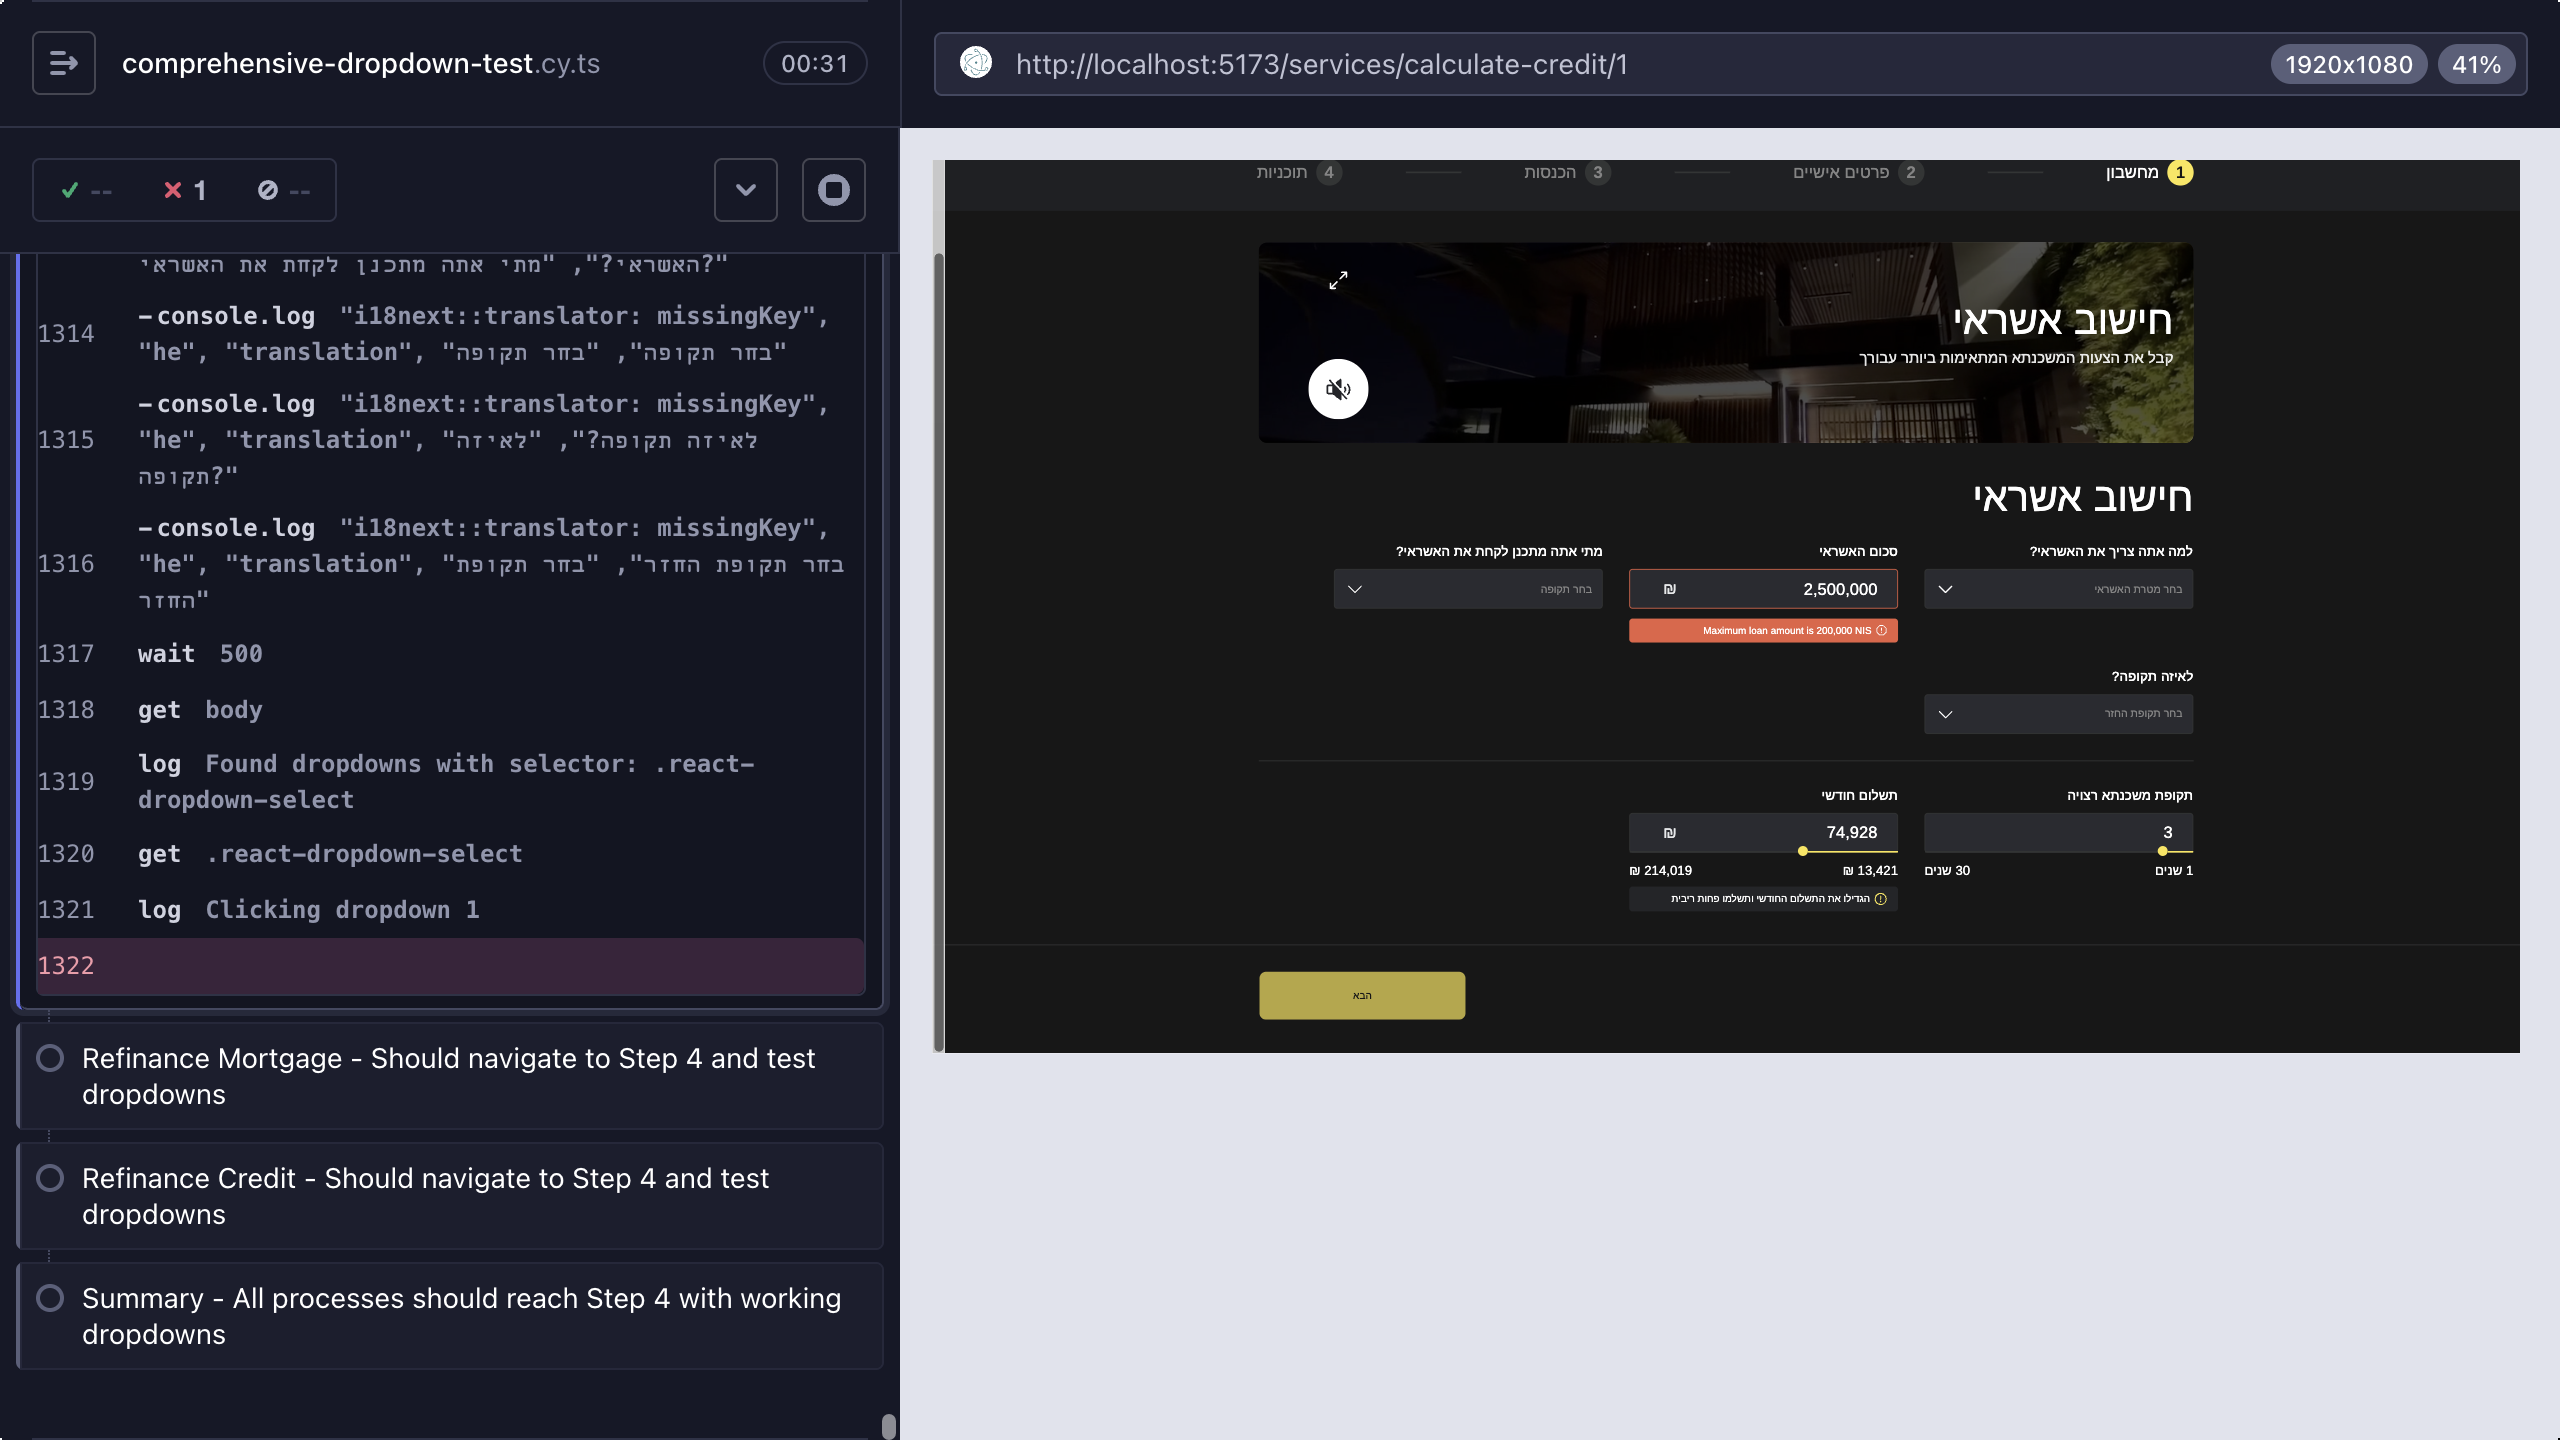 comprehensive-dropdown-test.cy.ts
00:31
--
1
--
האשראי?", "מתי אתה מתכנן לקחת את האשראי?"
1314
-console.log "i18next::translator: missingKey",
"he", "translation", "בחר תקופה", "בחר תקופה"
1315
-console.log "i18next::translator: missingKey",
"he", "translation", "לאיזה תקופה?", "לאיזה
תקופה?"
1316
-console.log "i18next::translator: missingKey",
"he", "translation", "בחר תקופת החזר", "בחר תקופת
החזר"
1317 wait 500
1318 get body
1319
log Found dropdowns with selector: .react-
dropdown-select
1320 get .react-dropdown-select
1321 log Clicking dropdown 1
1322
Refinance Mortgage - Should navigate to Step 4 and test
dropdowns
Refinance Credit - Should navigate to Step 4 and test
dropdowns
Summary - All processes should reach Step 4 with working
dropdowns
http://localhost:5173/services/calculate-credit/1
1920x1080
41%
1 מחשבון
2 פרטים אישיים
3 הכנסות
4 תוכניות
חישוב אשראי
קבל את הצעות המשכנתא המתאימות ביותר עבורך
חישוב אשראי
למה אתה צריך את האשראי?
בחר מטרת האשראי
סכום האשראי
2,500,000 ₪
Maximum loan amount is 200,000 NIS
מתי אתה מתכנן לקחת את האשראי?
בחר תקופה
לאיזה תקופה?
בחר תקופת החזר
תקופת משכנתא רצויה
3
1 שנים
30 שנים
תשלום חודשי
74,928 ₪
13,421 ₪
214,019 ₪
הגדילו את התשלום החודשי ותשלמו פחות ריבית
הבא